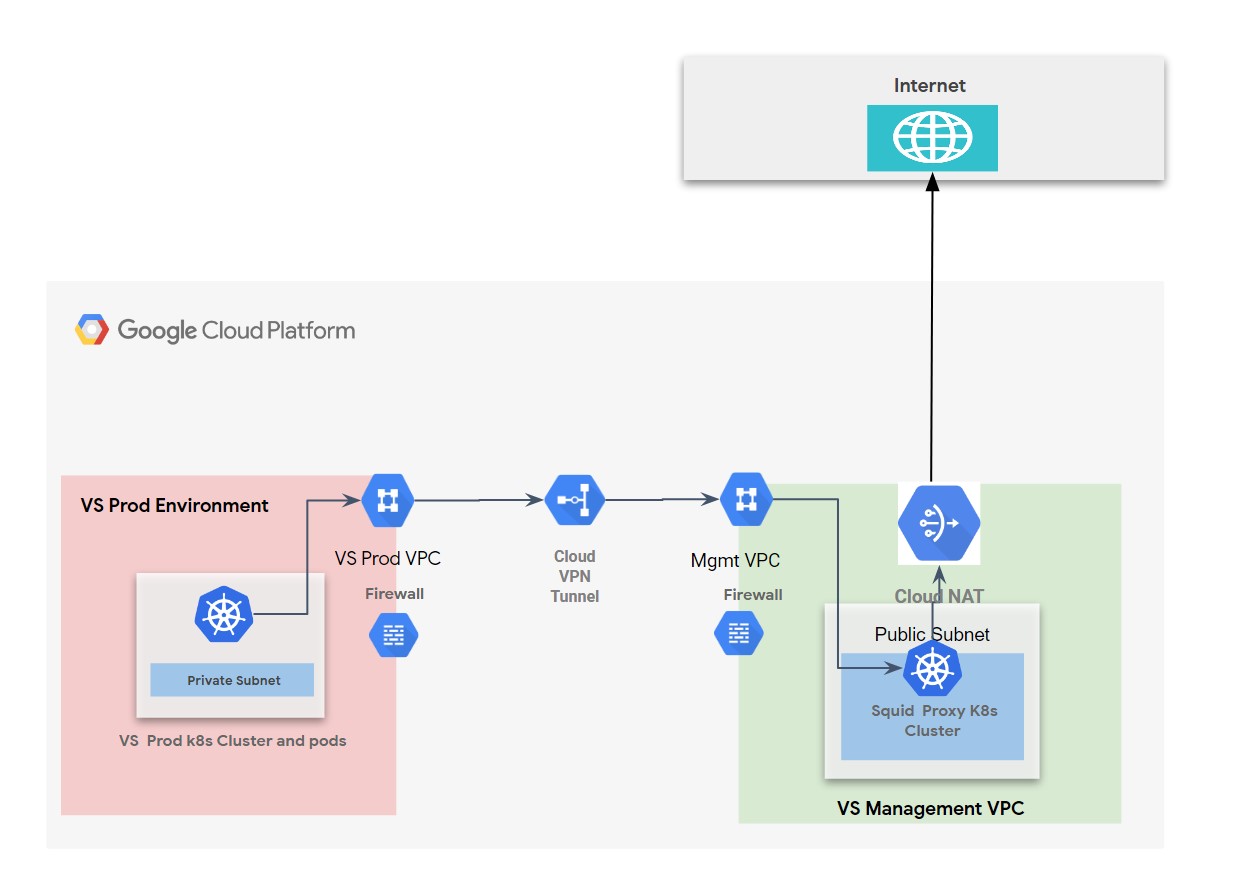 Internet
Google Cloud Platform
VS Prod Environment
VS Prod VPC
Firewall
Private Subnet
VS  Prod k8s Cluster and pods
Cloud
VPN
Tunnel
Mgmt VPC
Firewall
Cloud NAT
Public Subnet
Squid  Proxy K8s
Cluster
VS Management VPC